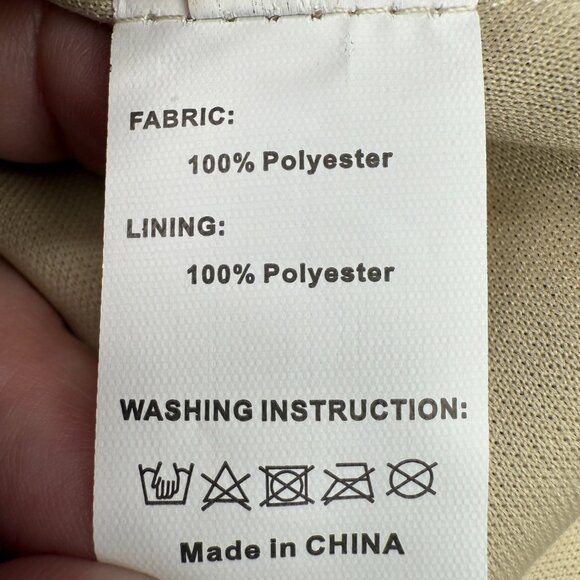 FABRIC:
100% Polyester
LINING:
100% Polyester
WASHING INSTRUCTION:
Made in CHINA